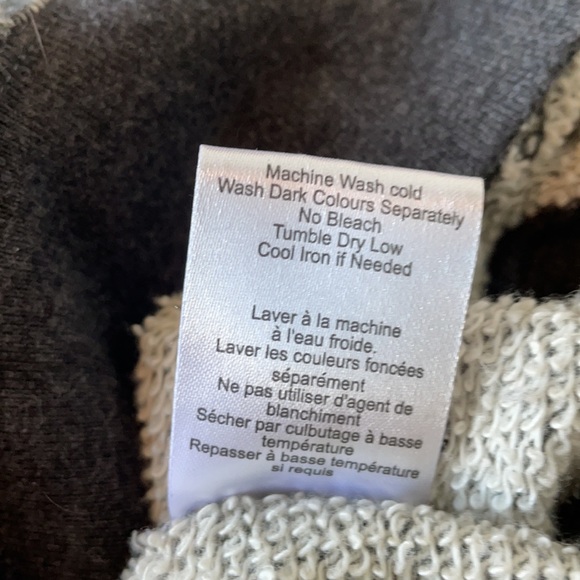 Machine Wash cold
Wash Dark Colours Separately
No Bleach
Tumble Dry Low
Cool Iron if Needed
Laver à la machine
à l'eau froide.
Laver les couleurs foncées
séparément
Ne pas utiliser d'agent de
blanchiment
Sécher par culbutage à basse
température
Repasser à basse température
si requis